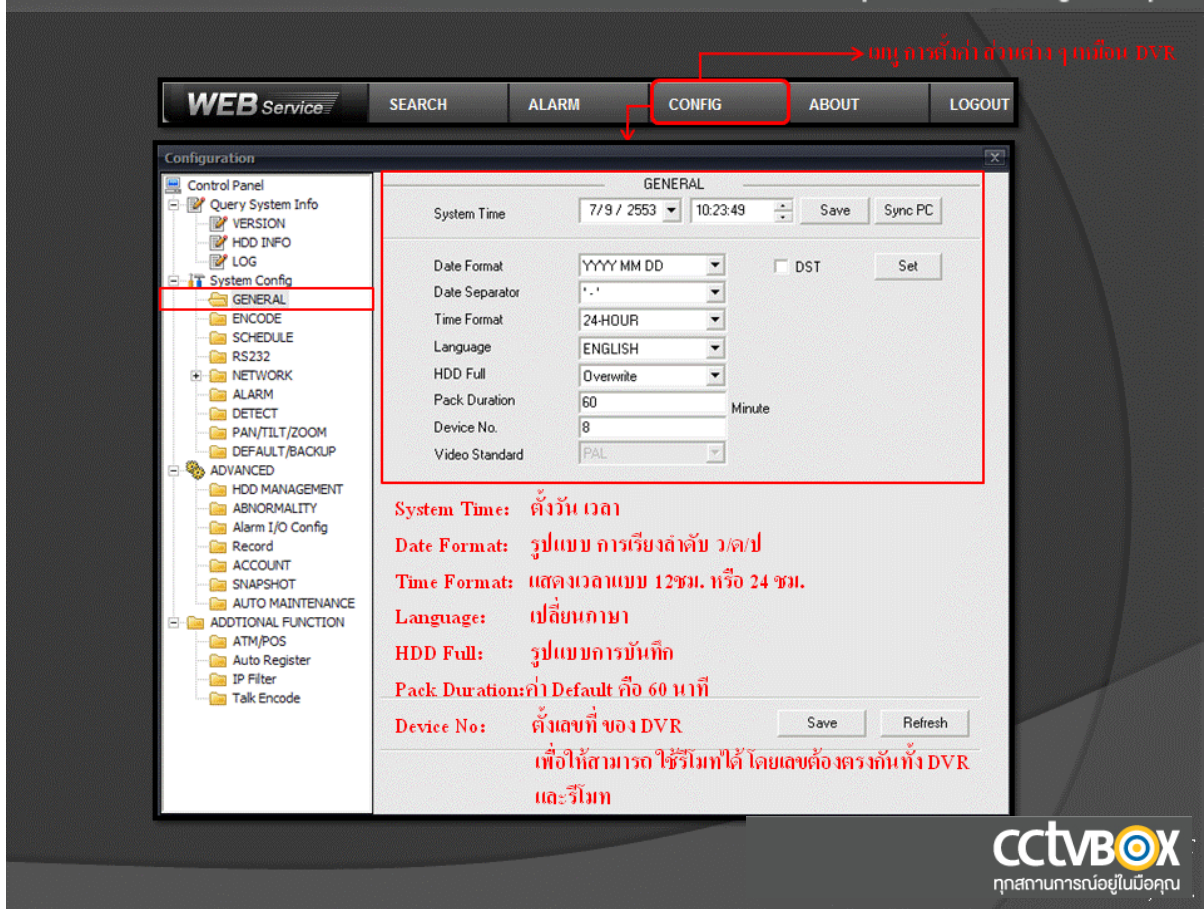 เมนู การตั้งค่า ส่วนต่าง ๆ เหมือน DVR
WEB Service
SEARCH
ALARM
CONFIG
ABOUT
LOGOUT
Configuration
Control Panel
Query System Info
VERSION
HDD INFO
LOG
System Config
GENERAL
ENCODE
SCHEDULE
RS232
NETWORK
ALARM
DETECT
PAN/TILT/ZOOM
DEFAULT/BACKUP
ADVANCED
HDD MANAGEMENT
ABNORMALITY
Alarm I/O Config
Record
ACCOUNT
SNAPSHOT
AUTO MAINTENANCE
ADDTIONAL FUNCTION
ATM/POS
Auto Register
IP Filter
Talk Encode
GENERAL
System Time 7/ 9 / 2553 10:23:49 Save Sync PC
Date Format YYYY MM DD DST Set
Date Separator '-'
Time Format 24-HOUR
Language ENGLISH
HDD Full Overwrite
Pack Duration 60 Minute
Device No. 8
Video Standard PAL
System Time: ตั้งวัน เวลา
Date Format: รูปแบบ การเรียงลำดับ ว/ด/ป
Time Format: แสดงเวลาแบบ 12ชม. หรือ 24 ชม.
Language: เปลี่ยนภาษา
HDD Full: รูปแบบการบันทึก
Pack Duration:ค่า Default คือ 60 นาที
Device No: ตั้งเลขที่ ของ DVR
Save Refresh
เพื่อให้สามารถ ใช้รีโมทได้ โดยเลขต้องตรงกันทั้ง DVR
และรีโมท
cctvBOX
ทุกสถานการณ์อยู่ในมือคุณ